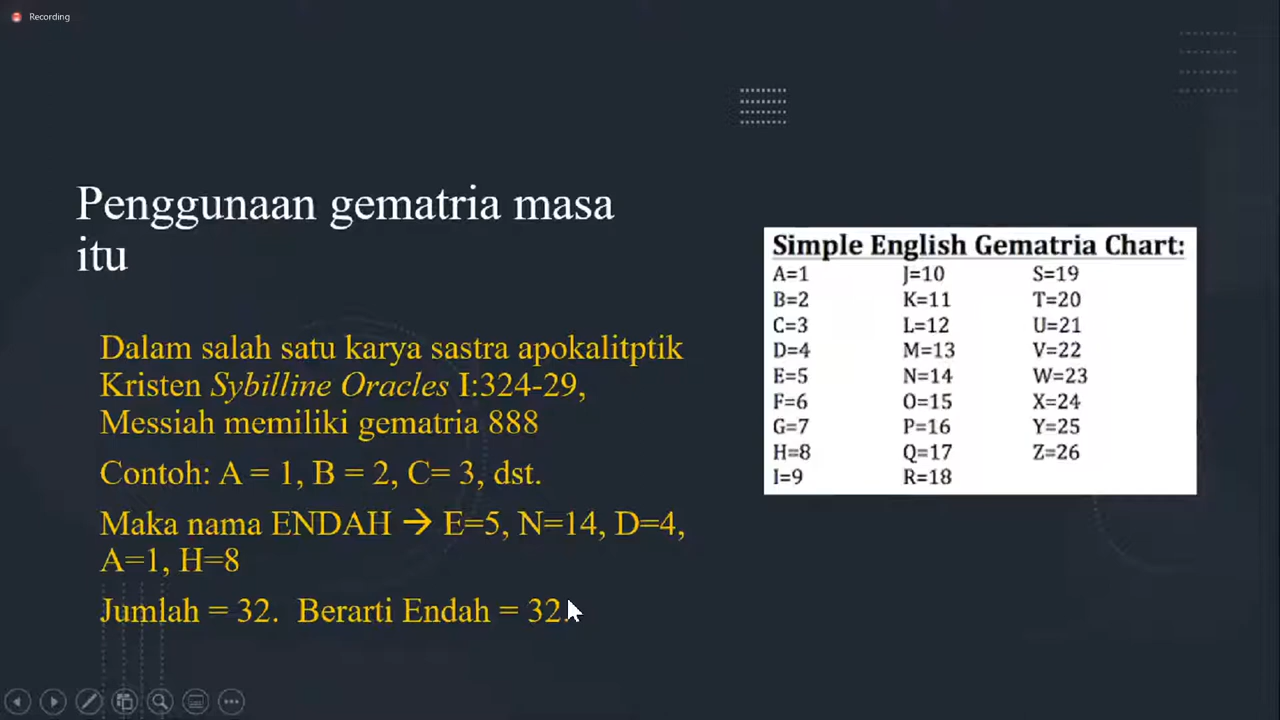 Recording
Penggunaan gematria masa
itu
Dalam salah satu karya sastra apokalitptik
Kristen Sybilline Oracles I:324-29,
Messiah memiliki gematria 888
Contoh: A = 1, B = 2, C= 3, dst.
Maka nama ENDAH → E=5, N=14, D=4,
A=1, H=8
Jumlah = 32. Berarti Endah = 32.
Simple English Gematria Chart:
A=1 J=10 S=19
B=2 K=11 T=20
C=3 L=12 U=21
D=4 M=13 V=22
E=5 N=14 W=23
F=6 O=15 X=24
G=7 P=16 Y=25
H=8 Q=17 Z=26
I=9 R=18